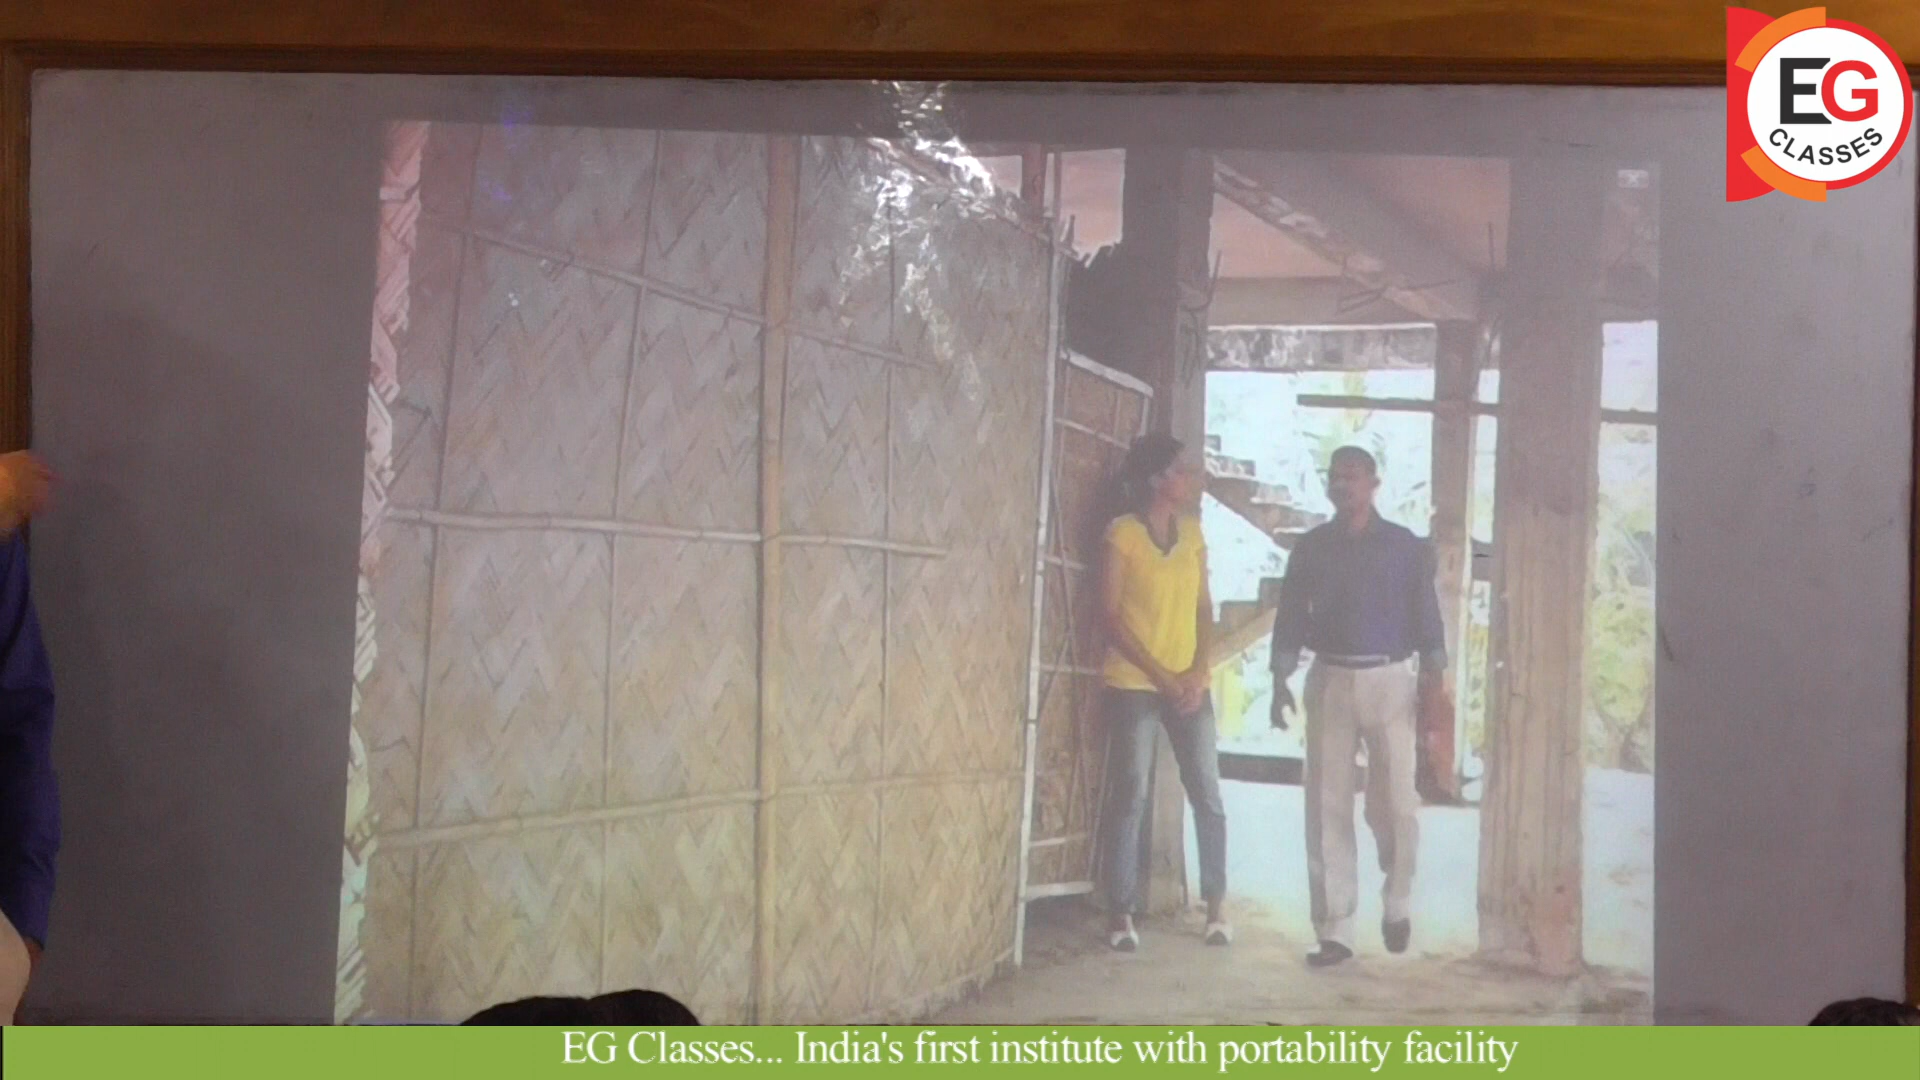 EG
CLASSES
EG Classes... India's first institute with portability facility